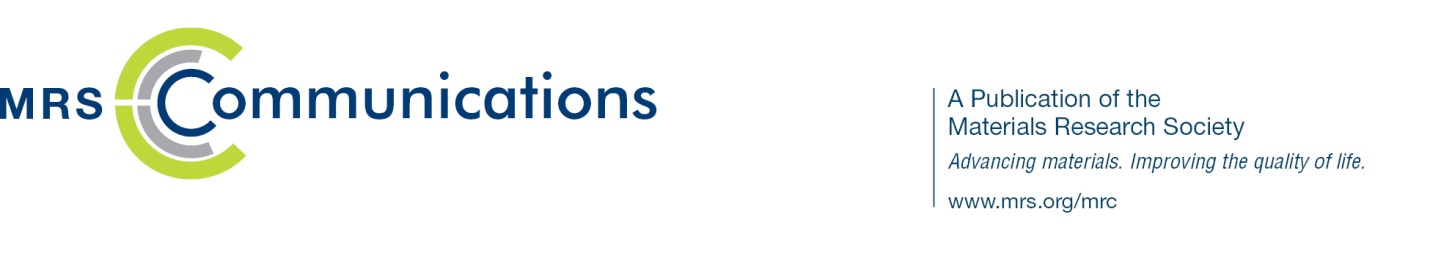 MRS Communications
A Publication of the
Materials Research Society
Advancing materials. Improving the quality of life.
www.mrs.org/mrc